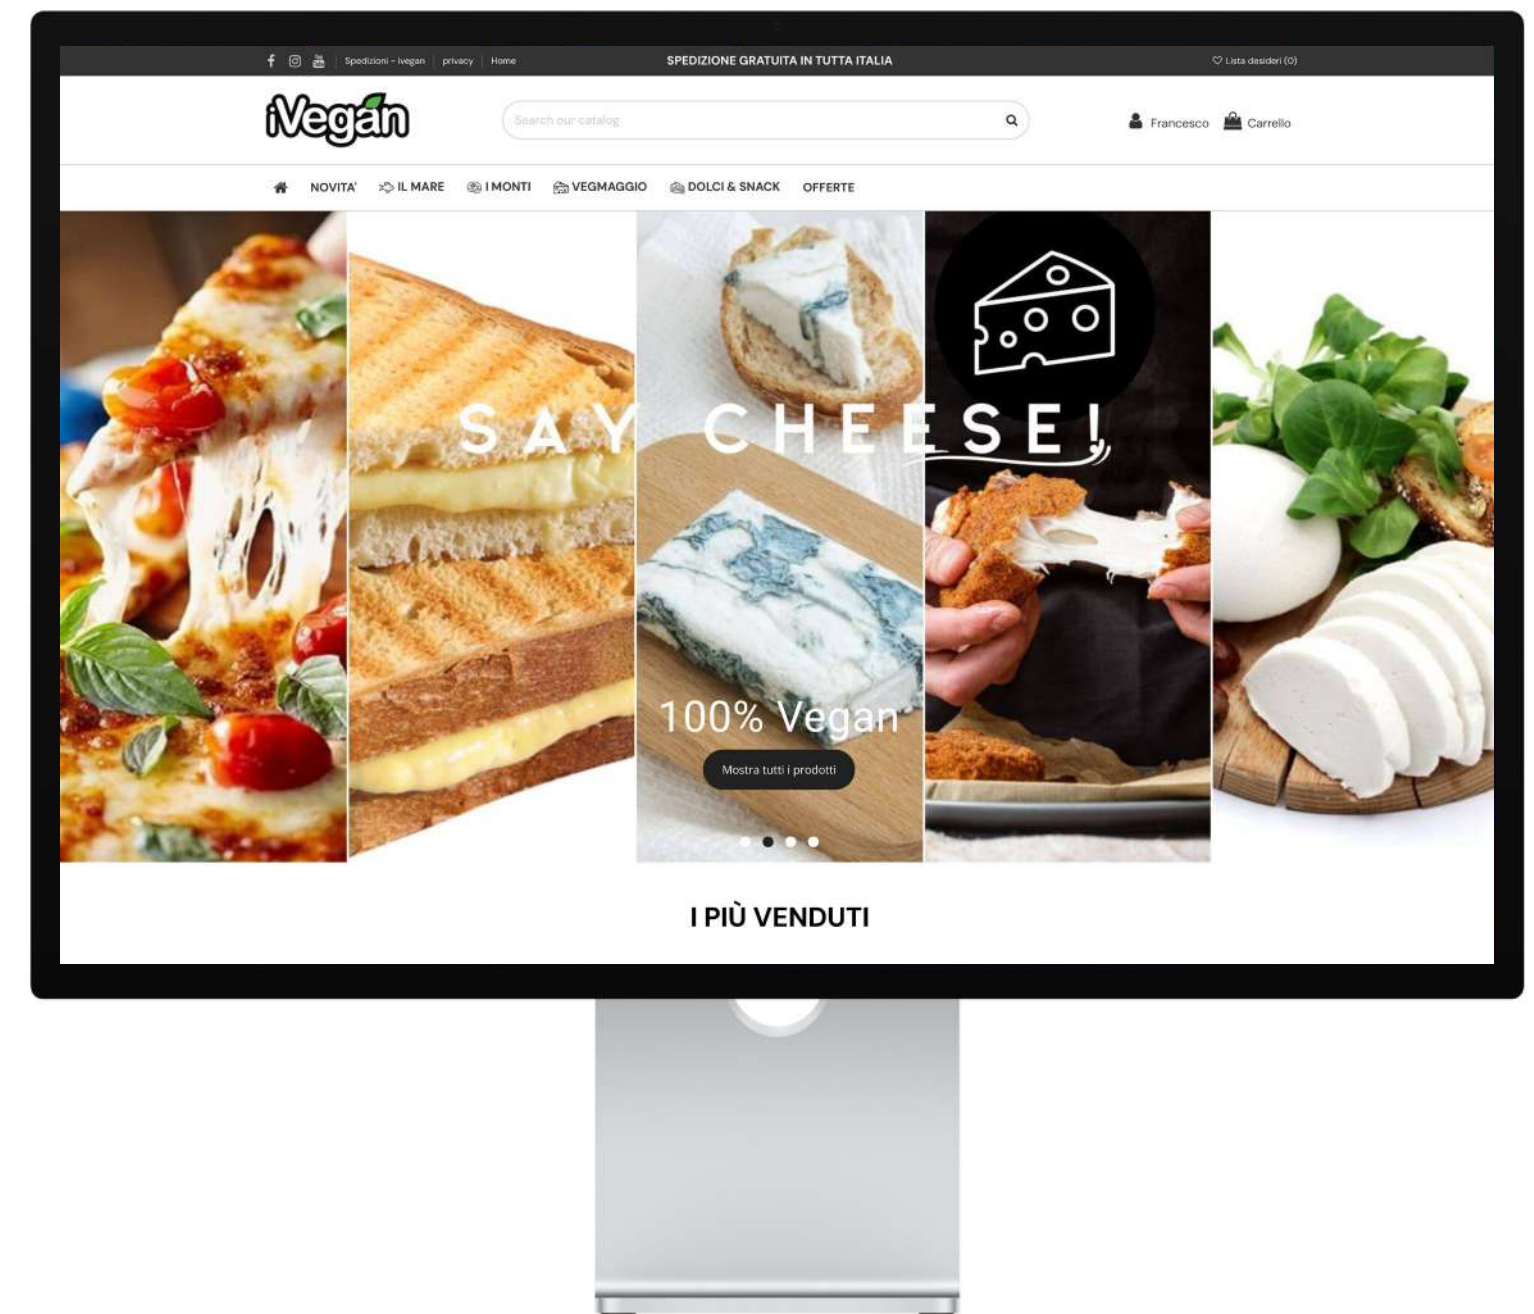 Spedizioni - ivegan
privacy
Home
SPEDIZIONE GRATUITA IN TUTTA ITALIA
Lista desideri (0)
iVegan
Search our catalog
Francesco
Carrello
NOVITA'
IL MARE
I MONTI
VEGMAGGIO
DOLCI & SNACK
OFFERTE
SAY CHEESE!
100% Vegan
Mostra tutti i prodotti
I PIÙ VENDUTI